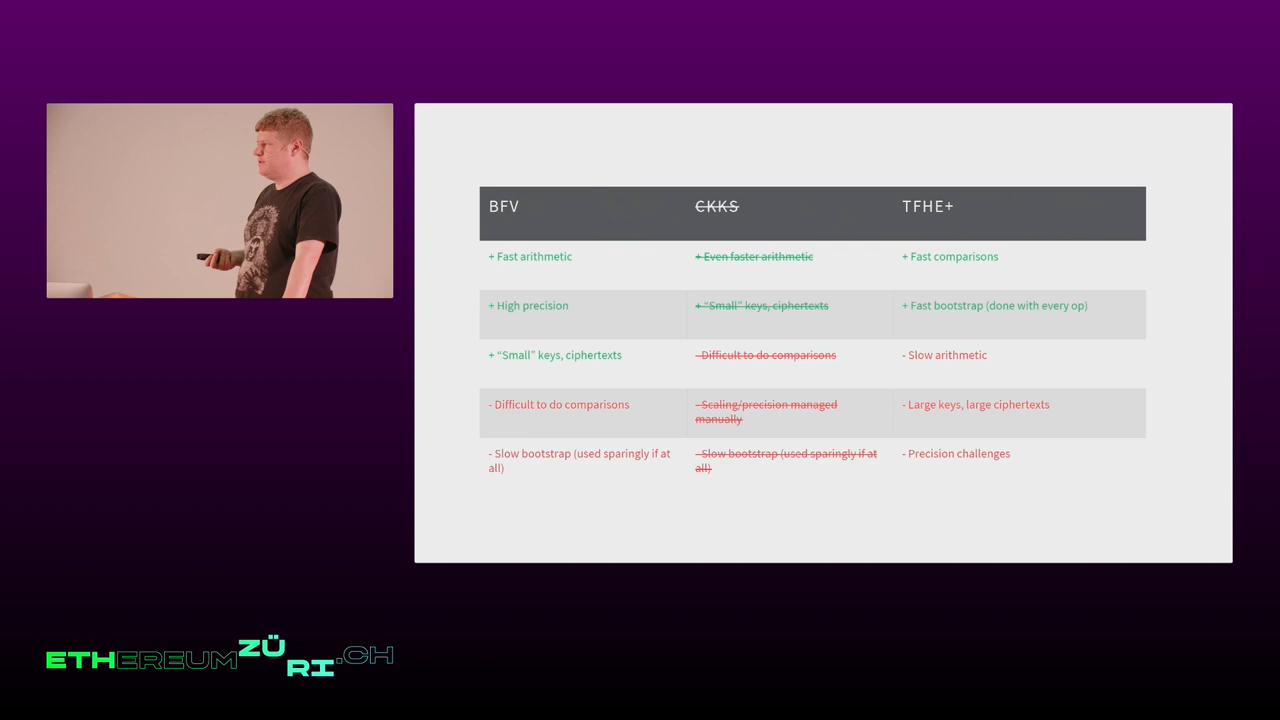 BFV CKKS TFHE+
+ Fast arithmetic + Even faster arithmetic + Fast comparisons
+ High precision + “Small” keys, ciphertexts + Fast bootstrap (done with every op)
+ “Small” keys, ciphertexts - Difficult to do comparisons - Slow arithmetic
- Difficult to do comparisons - Scaling/precision managed manually - Large keys, large ciphertexts
- Slow bootstrap (used sparingly if at all) - Slow bootstrap (used sparingly if at all) - Precision challenges
ETHEREUMZÜRI.CH